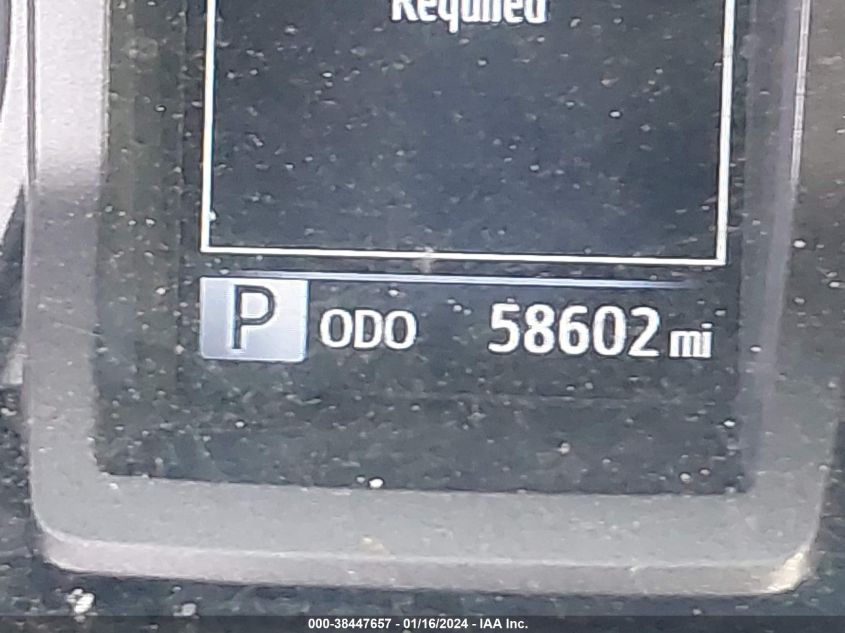 Required
P ODO 58602 mi
000-38447657 - 01/16/2024 - IAA Inc.